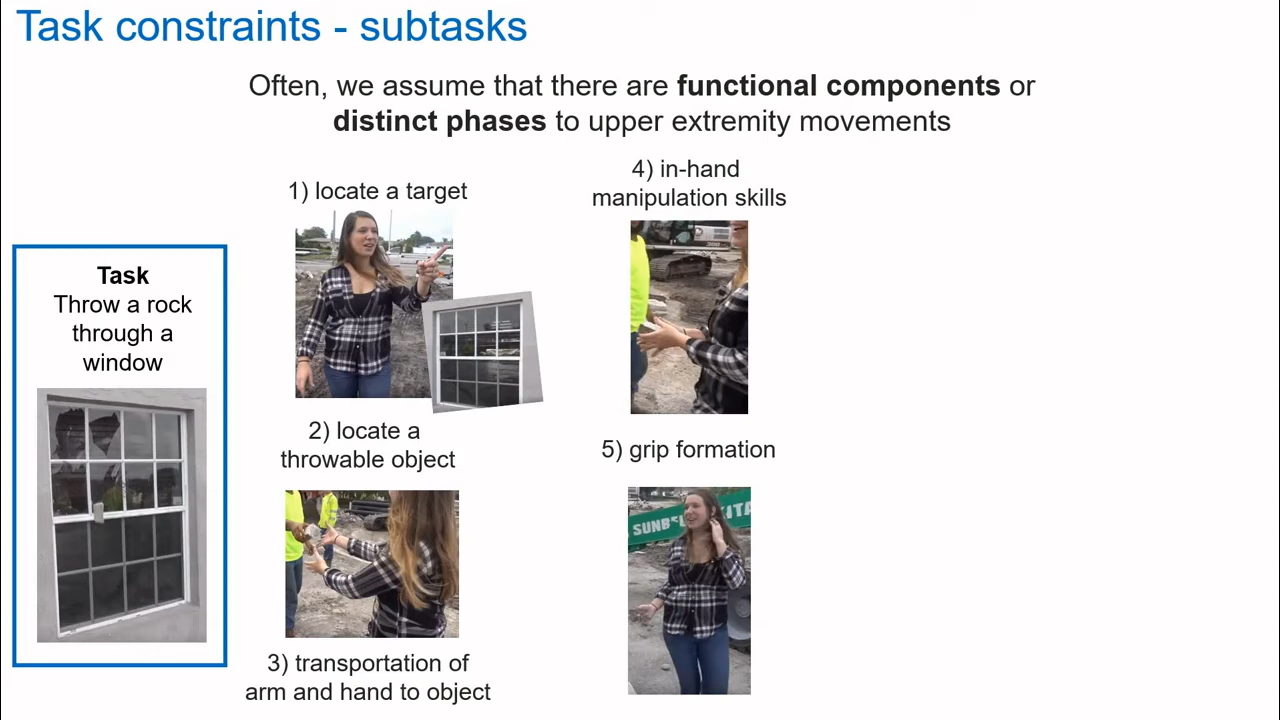 Task constraints - subtasks
Often, we assume that there are functional components or
distinct phases to upper extremity movements
Task
Throw a rock
through a
window
1) locate a target
2) locate a
throwable object
3) transportation of
arm and hand to object
4) in-hand
manipulation skills
5) grip formation
SUNB